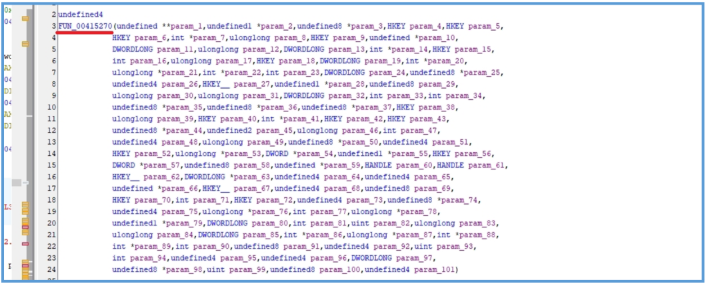 2 undefined4
3 FUN_00415270(undefined **param_1,undefined1 *param_2,undefined8 *param_3,HKEY param_4,HKEY param_5,
4 HKEY param_6,int *param_7,ulonglong param_8,HKEY param_9,undefined *param_10,
5 DWORDLONG param_11,ulonglong param_12,DWORDLONG param_13,int *param_14,HKEY param_15,
6 int param_16,ulonglong param_17,HKEY param_18,DWORDLONG param_19,int *param_20,
7 ulonglong *param_21,int *param_22,int param_23,DWORDLONG param_24,undefined8 *param_25,
8 undefined4 param_26,HKEY__ param_27,undefined1 *param_28,undefined8 param_29,
9 ulonglong param_30,ulonglong param_31,DWORDLONG param_32,int param_33,int param_34,
10 undefined8 *param_35,undefined8 *param_36,undefined8 *param_37,HKEY param_38,
11 ulonglong param_39,HKEY param_40,int *param_41,HKEY param_42,HKEY param_43,
12 undefined8 *param_44,undefined2 param_45,ulonglong param_46,int param_47,
13 undefined4 param_48,ulonglong param_49,undefined8 *param_50,undefined4 param_51,
14 HKEY param_52,ulonglong *param_53,DWORD *param_54,undefined1 *param_55,HKEY param_56,
15 DWORD *param_57,undefined8 param_58,undefined *param_59,HANDLE param_60,HANDLE param_61,
16 HKEY__ param_62,DWORDLONG *param_63,undefined4 param_64,undefined4 param_65,
17 undefined *param_66,HKEY__ param_67,undefined4 param_68,undefined8 param_69,
18 HKEY param_70,int param_71,HKEY param_72,undefined4 param_73,undefined8 *param_74,
19 undefined4 param_75,ulonglong *param_76,int param_77,ulonglong *param_78,
20 undefined1 *param_79,DWORDLONG param_80,int param_81,uint param_82,ulonglong param_83,
21 ulonglong param_84,DWORDLONG param_85,int *param_86,ulonglong *param_87,int *param_88,
22 int *param_89,int param_90,undefined8 param_91,undefined4 param_92,uint param_93,
23 int param_94,undefined4 param_95,undefined4 param_96,DWORDLONG param_97,
24 undefined8 *param_98,uint param_99,undefined8 param_100,undefined4 param_101)